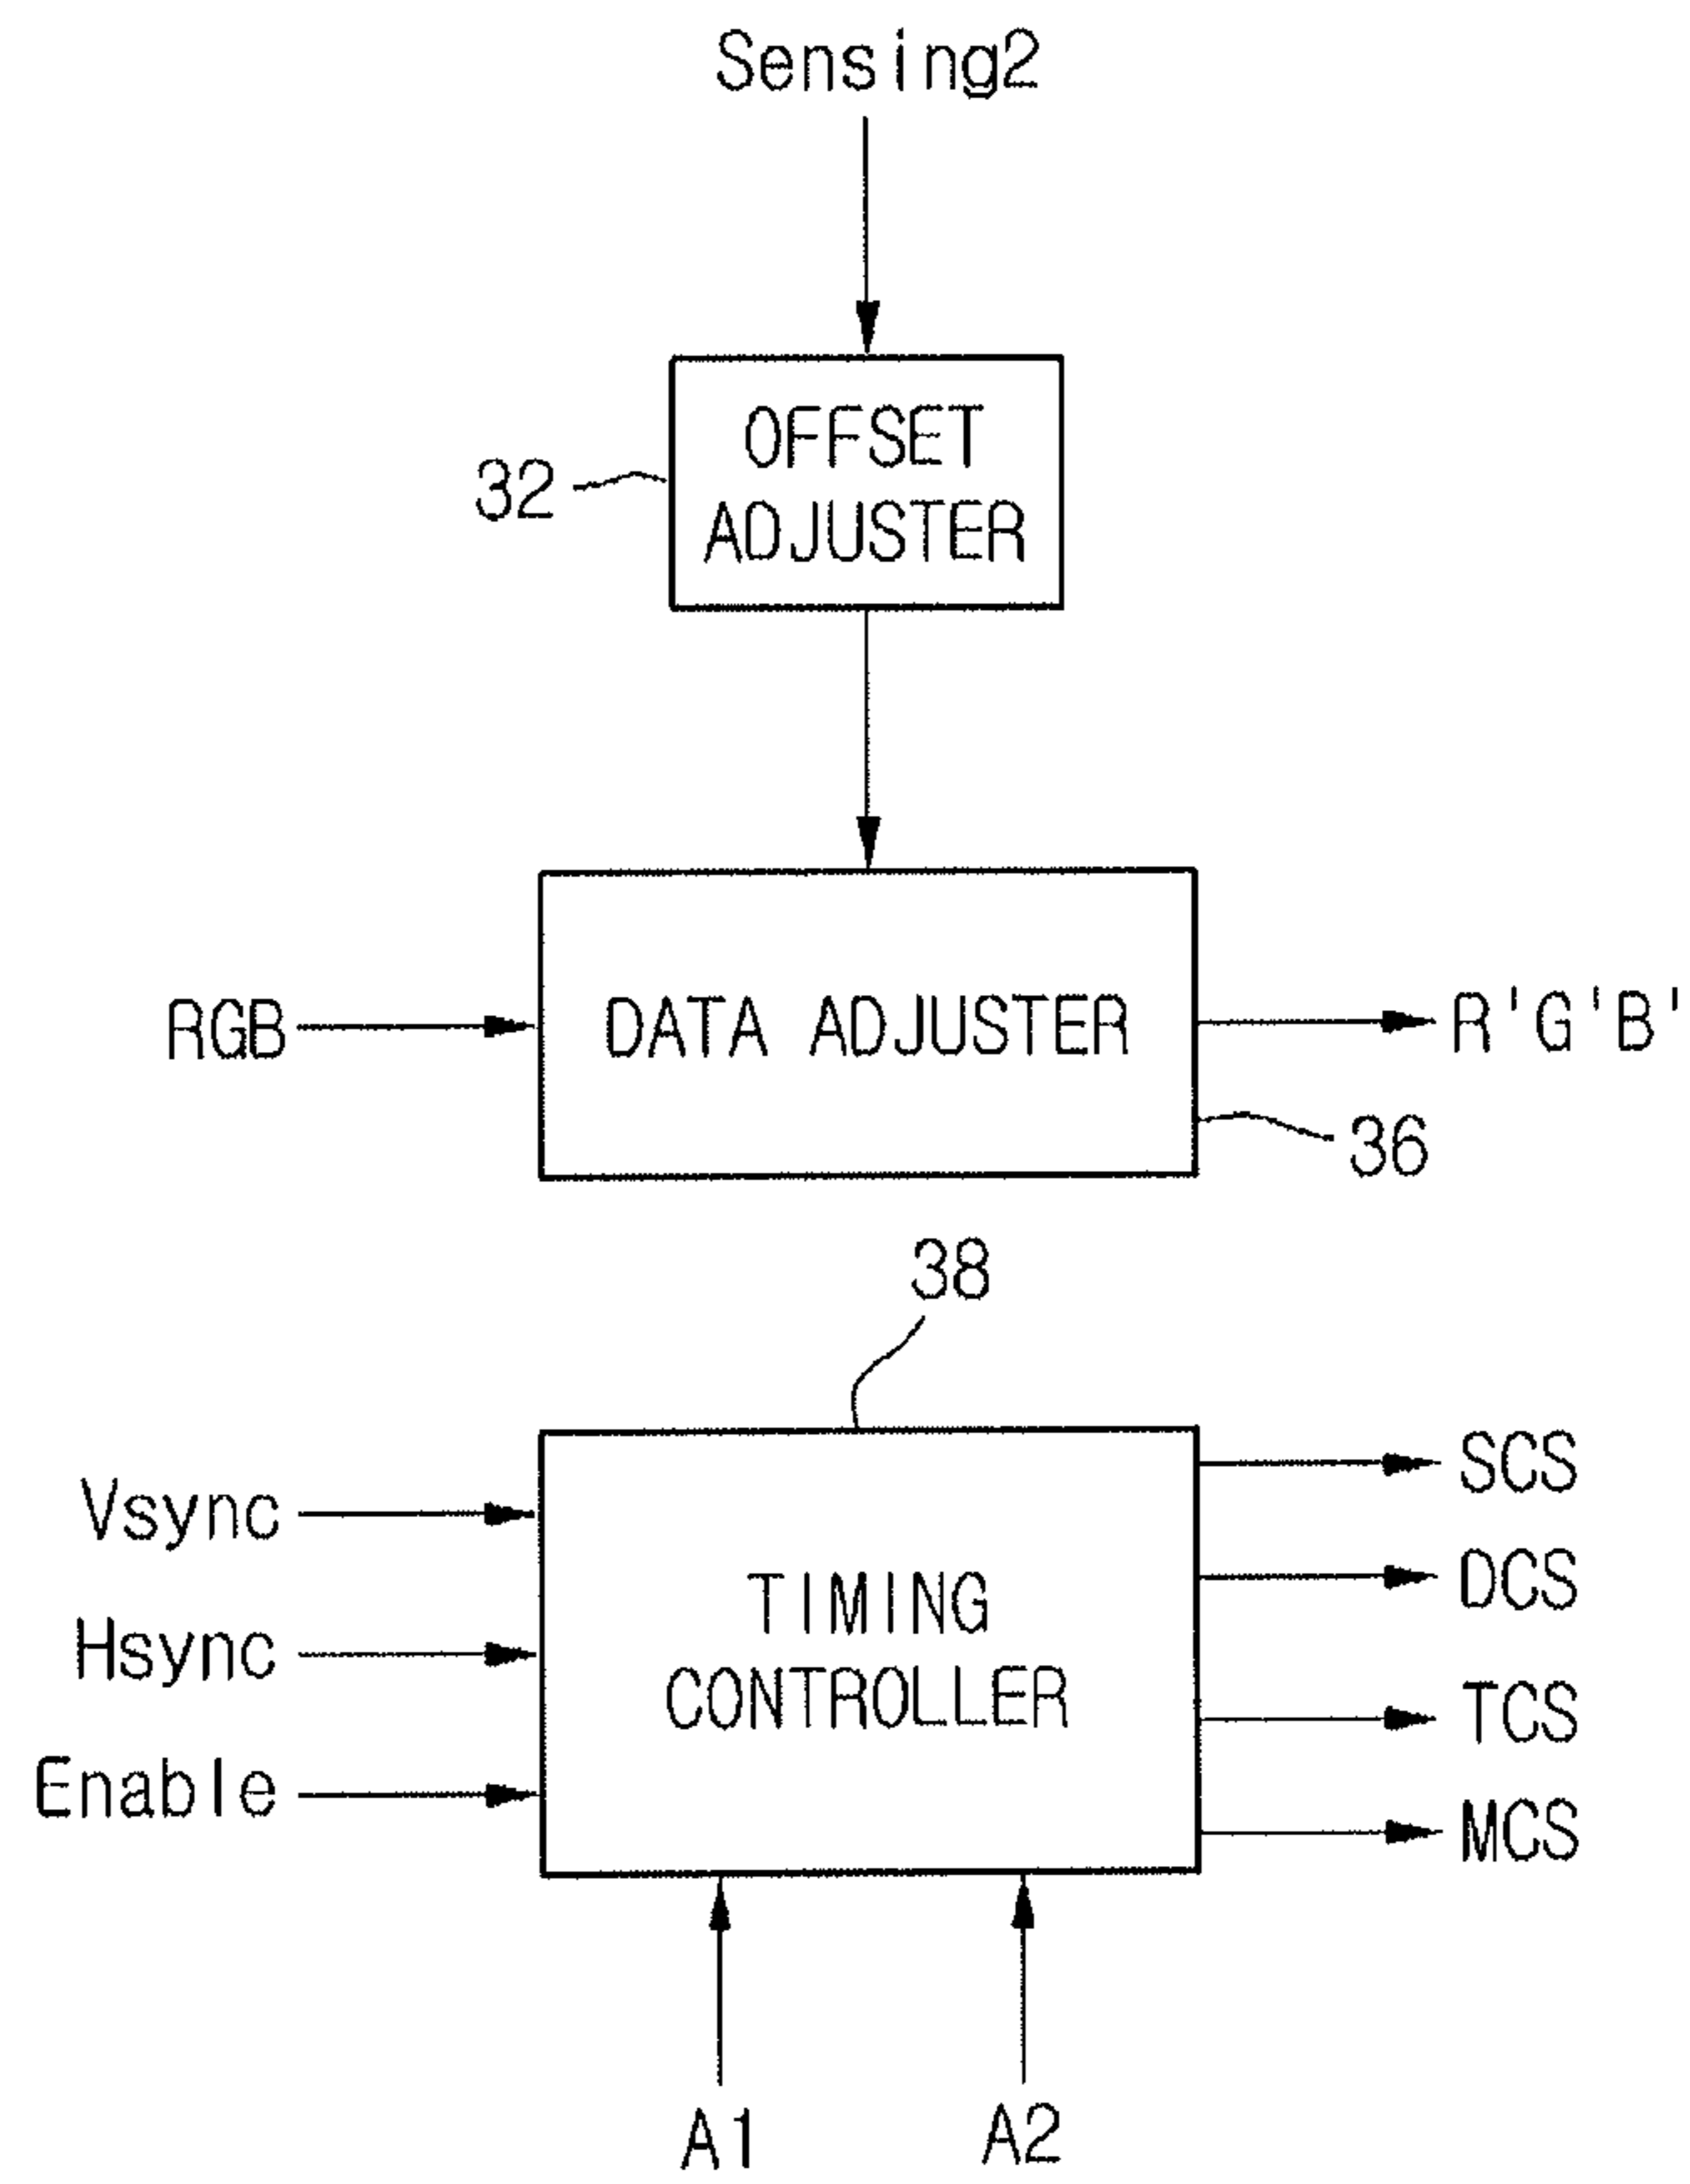 Sensing2
OFFSET
ADJUSTER
32
RGB
DATA ADJUSTER
R'G'B'
36
38
Vsync
Hsync
Enable
TIMING
CONTROLLER
SCS
DCS
TCS
MCS
A1
A2